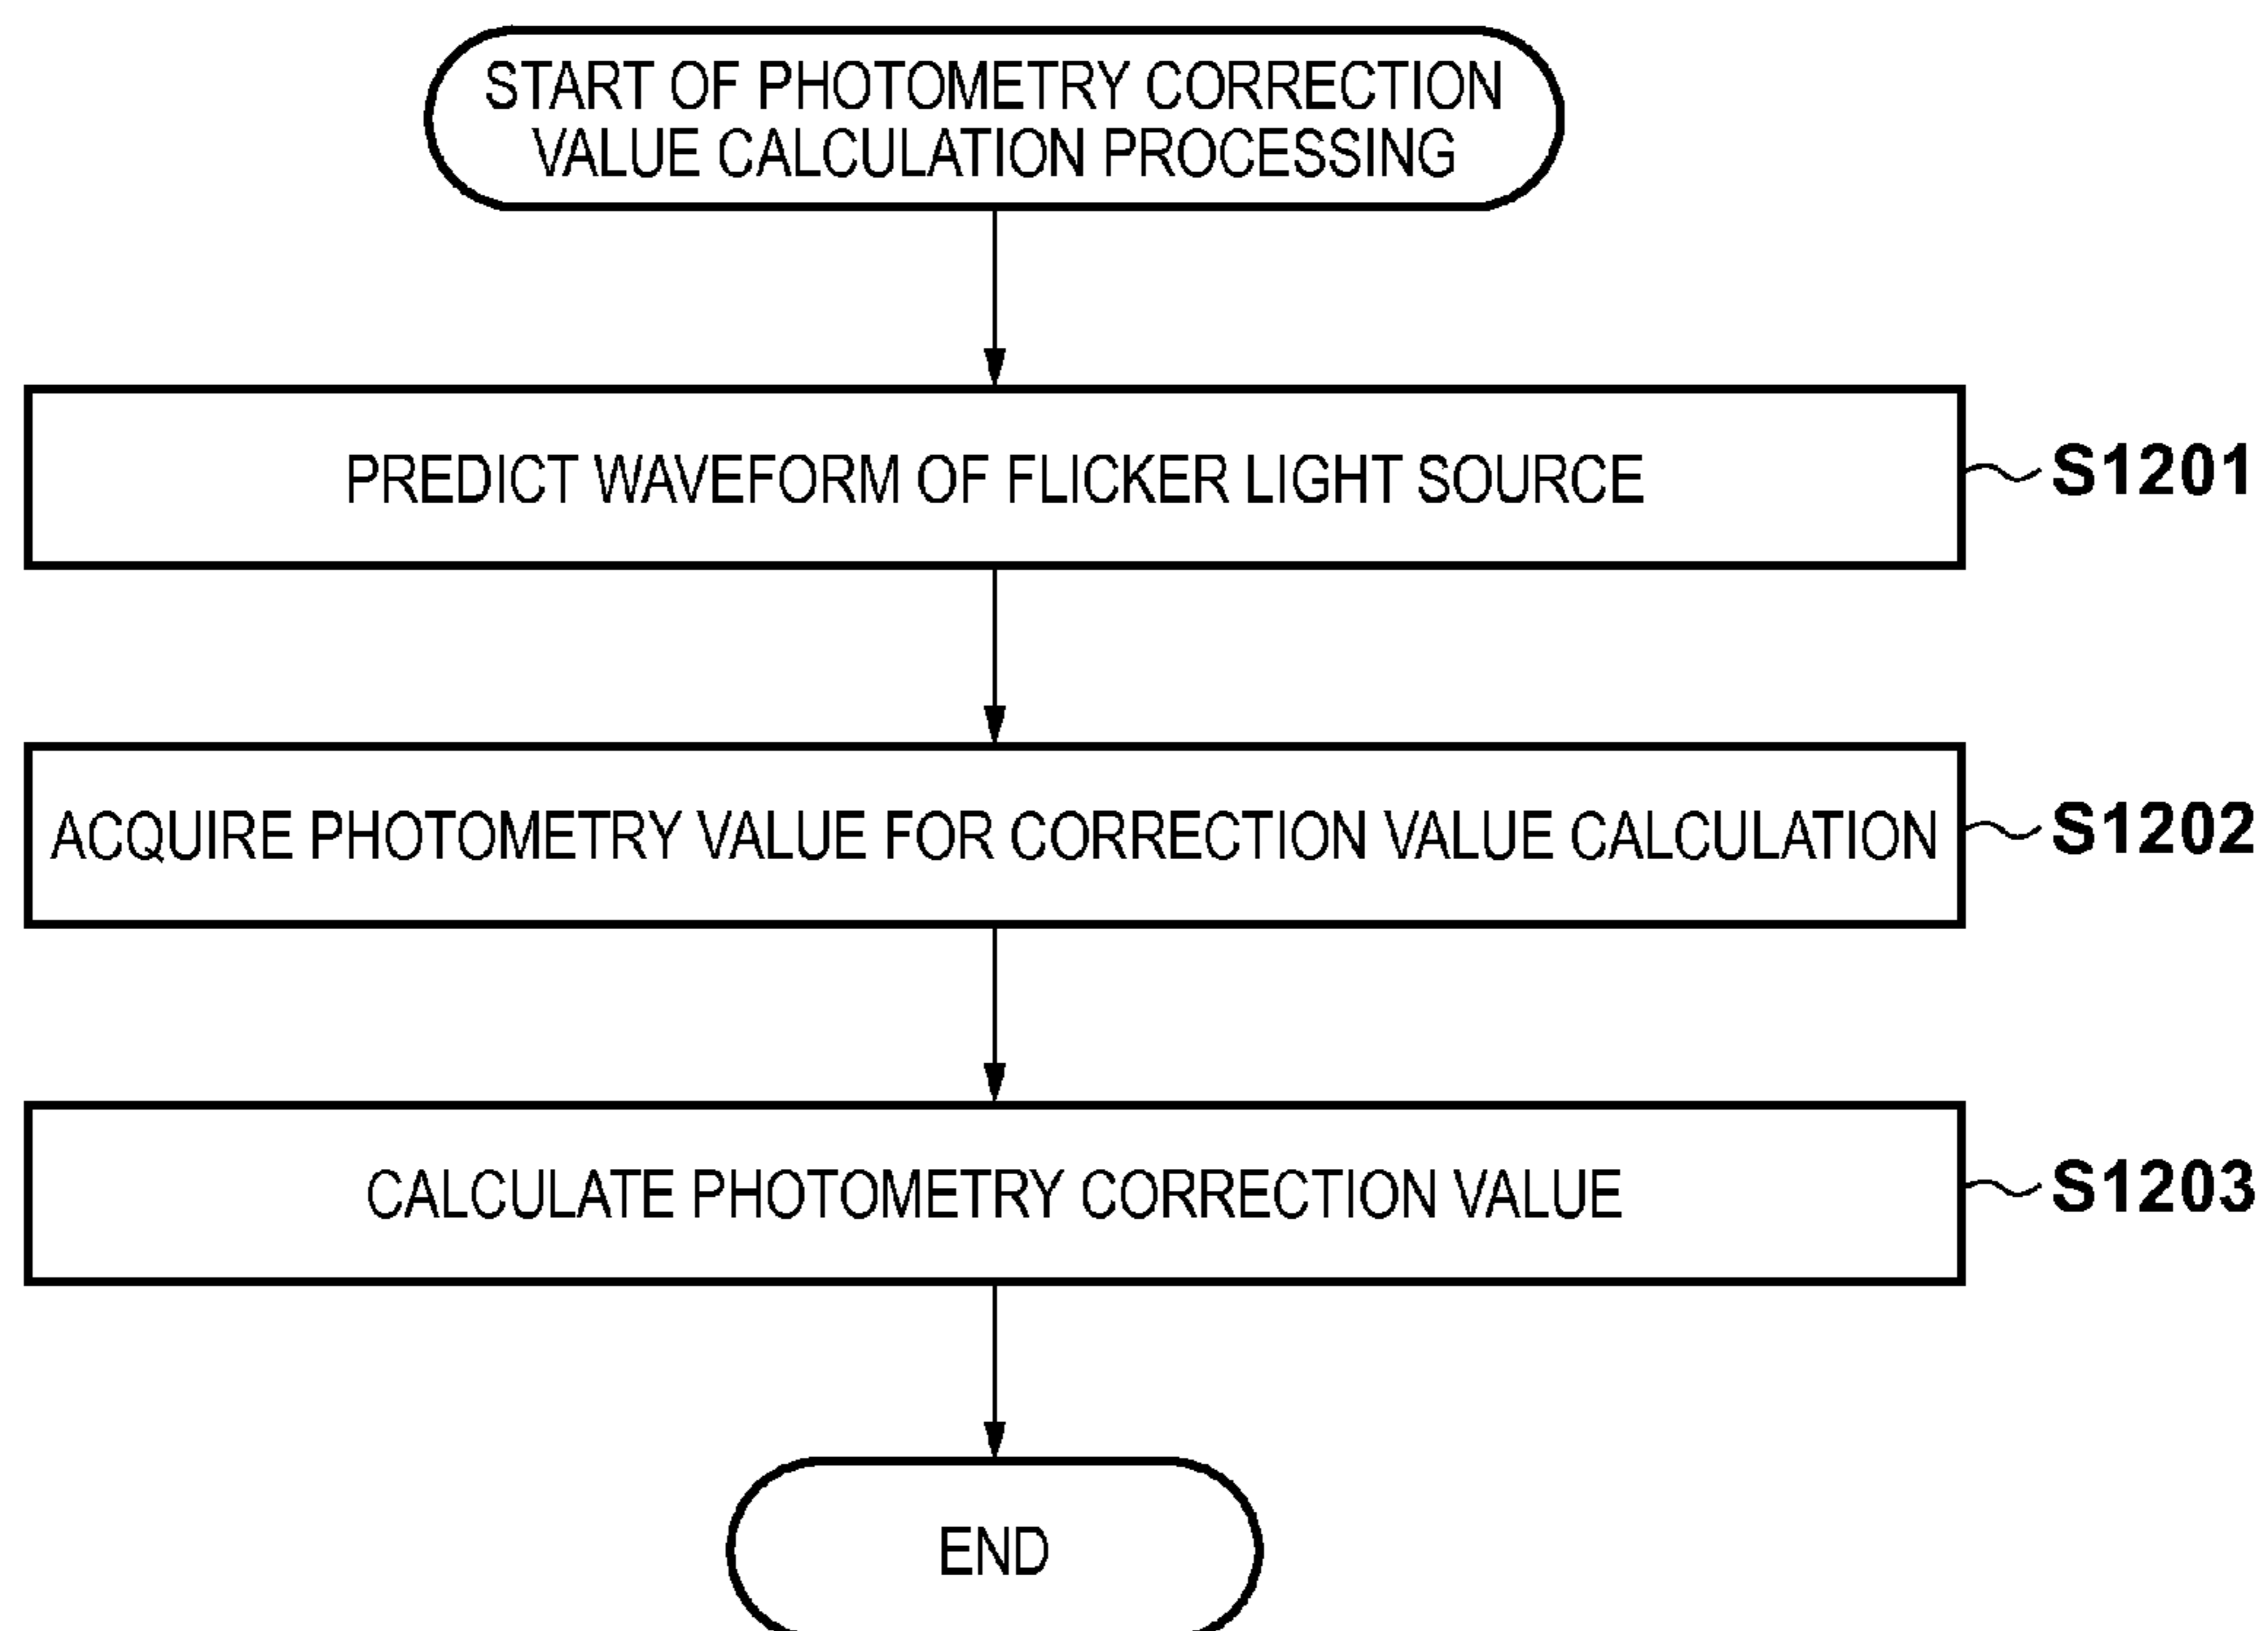 START OF PHOTOMETRY CORRECTION
VALUE CALCULATION PROCESSING
PREDICT WAVEFORM OF FLICKER LIGHT SOURCE
S1201
ACQUIRE PHOTOMETRY VALUE FOR CORRECTION VALUE CALCULATION
S1202
CALCULATE PHOTOMETRY CORRECTION VALUE
S1203
END